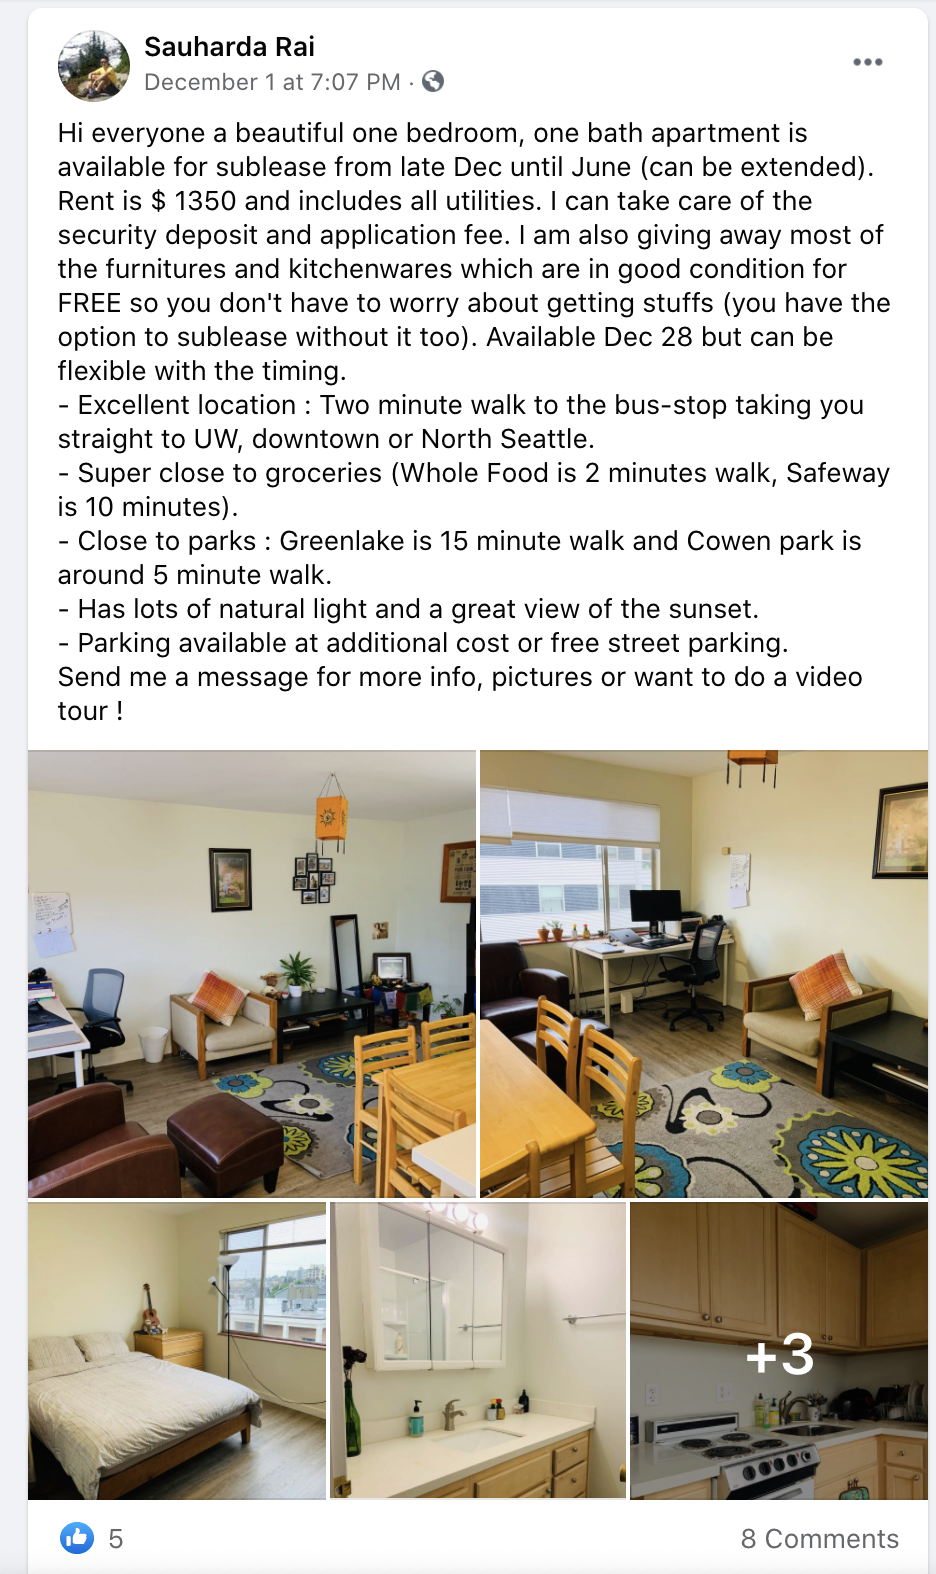 Sauharda Rai
December 1 at 7:07 PM ·
Hi everyone a beautiful one bedroom, one bath apartment is
available for sublease from late Dec until June (can be extended).
Rent is $ 1350 and includes all utilities. I can take care of the
security deposit and application fee. I am also giving away most of
the furnitures and kitchenwares which are in good condition for
FREE so you don't have to worry about getting stuffs (you have the
option to sublease without it too). Available Dec 28 but can be
flexible with the timing.
- Excellent location : Two minute walk to the bus-stop taking you
straight to UW, downtown or North Seattle.
- Super close to groceries (Whole Food is 2 minutes walk, Safeway
is 10 minutes).
- Close to parks : Greenlake is 15 minute walk and Cowen park is
around 5 minute walk.
- Has lots of natural light and a great view of the sunset.
- Parking available at additional cost or free street parking.
Send me a message for more info, pictures or want to do a video
tour !
+3
5
8 Comments